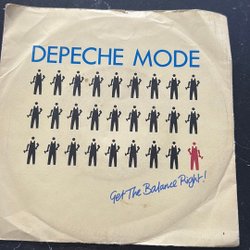 DEPECHE MODE
Get The Balance Right!